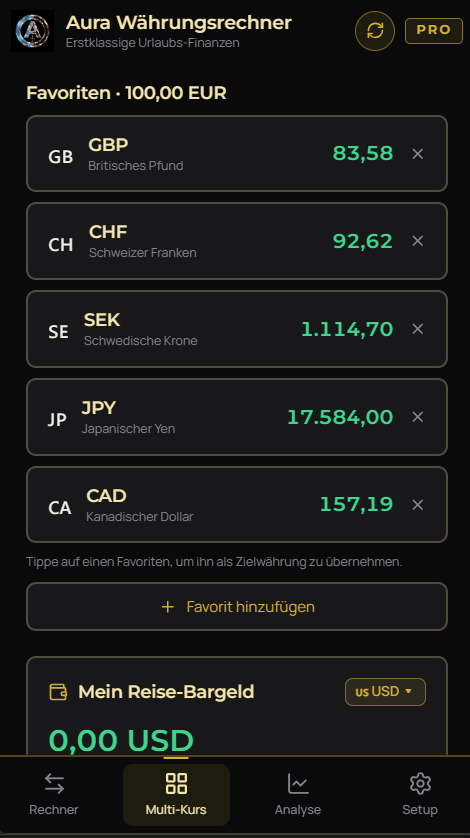 Aura Währungsrechner
Erstklassige Urlaubs-Finanzen
PRO
Favoriten · 100,00 EUR
GB GBP 83,58 ×
Britisches Pfund
CH CHF 92,62 ×
Schweizer Franken
SE SEK 1.114,70 ×
Schwedische Krone
JP JPY 17.584,00 ×
Japanischer Yen
CA CAD 157,19 ×
Kanadischer Dollar
Tippe auf einen Favoriten, um ihn als Zielwährung zu übernehmen.
+ Favorit hinzufügen
Mein Reise-Bargeld us USD
0,00 USD
Rechner Multi-Kurs Analyse Setup